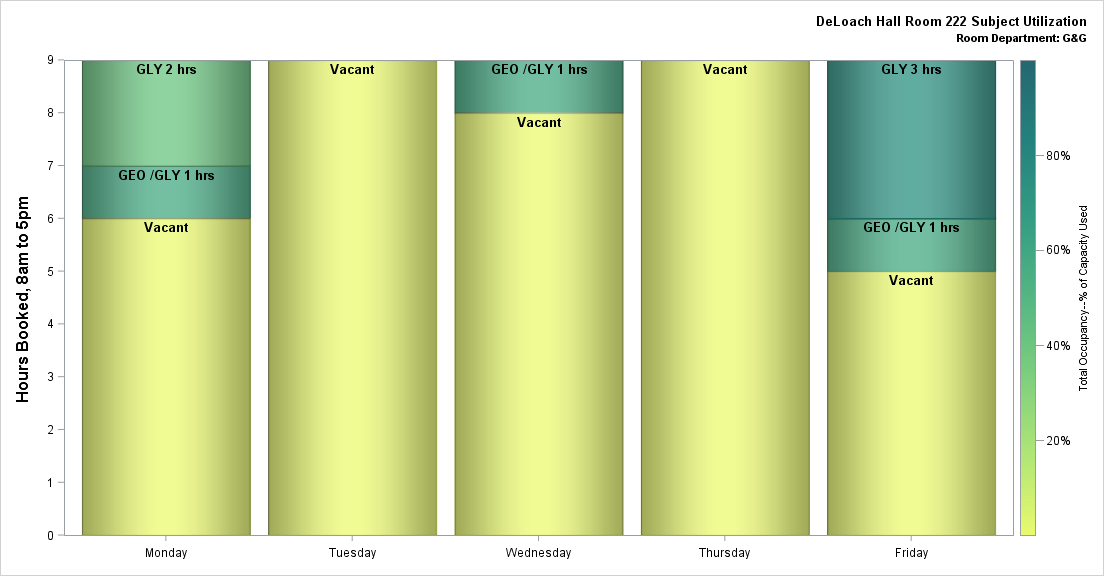 DeLoach Hall Room 222 Subject Utilization
Room Department: G&G
Hours Booked, 8am to 5pm
9
8
7
6
5
4
3
2
1
0
GLY 2 hrs
GEO /GLY 1 hrs
Vacant
Vacant
GEO /GLY 1 hrs
Vacant
Vacant
GLY 3 hrs
GEO /GLY 1 hrs
Vacant
Monday
Tuesday
Wednesday
Thursday
Friday
80%
60%
40%
20%
Total Occupancy--% of Capacity Used